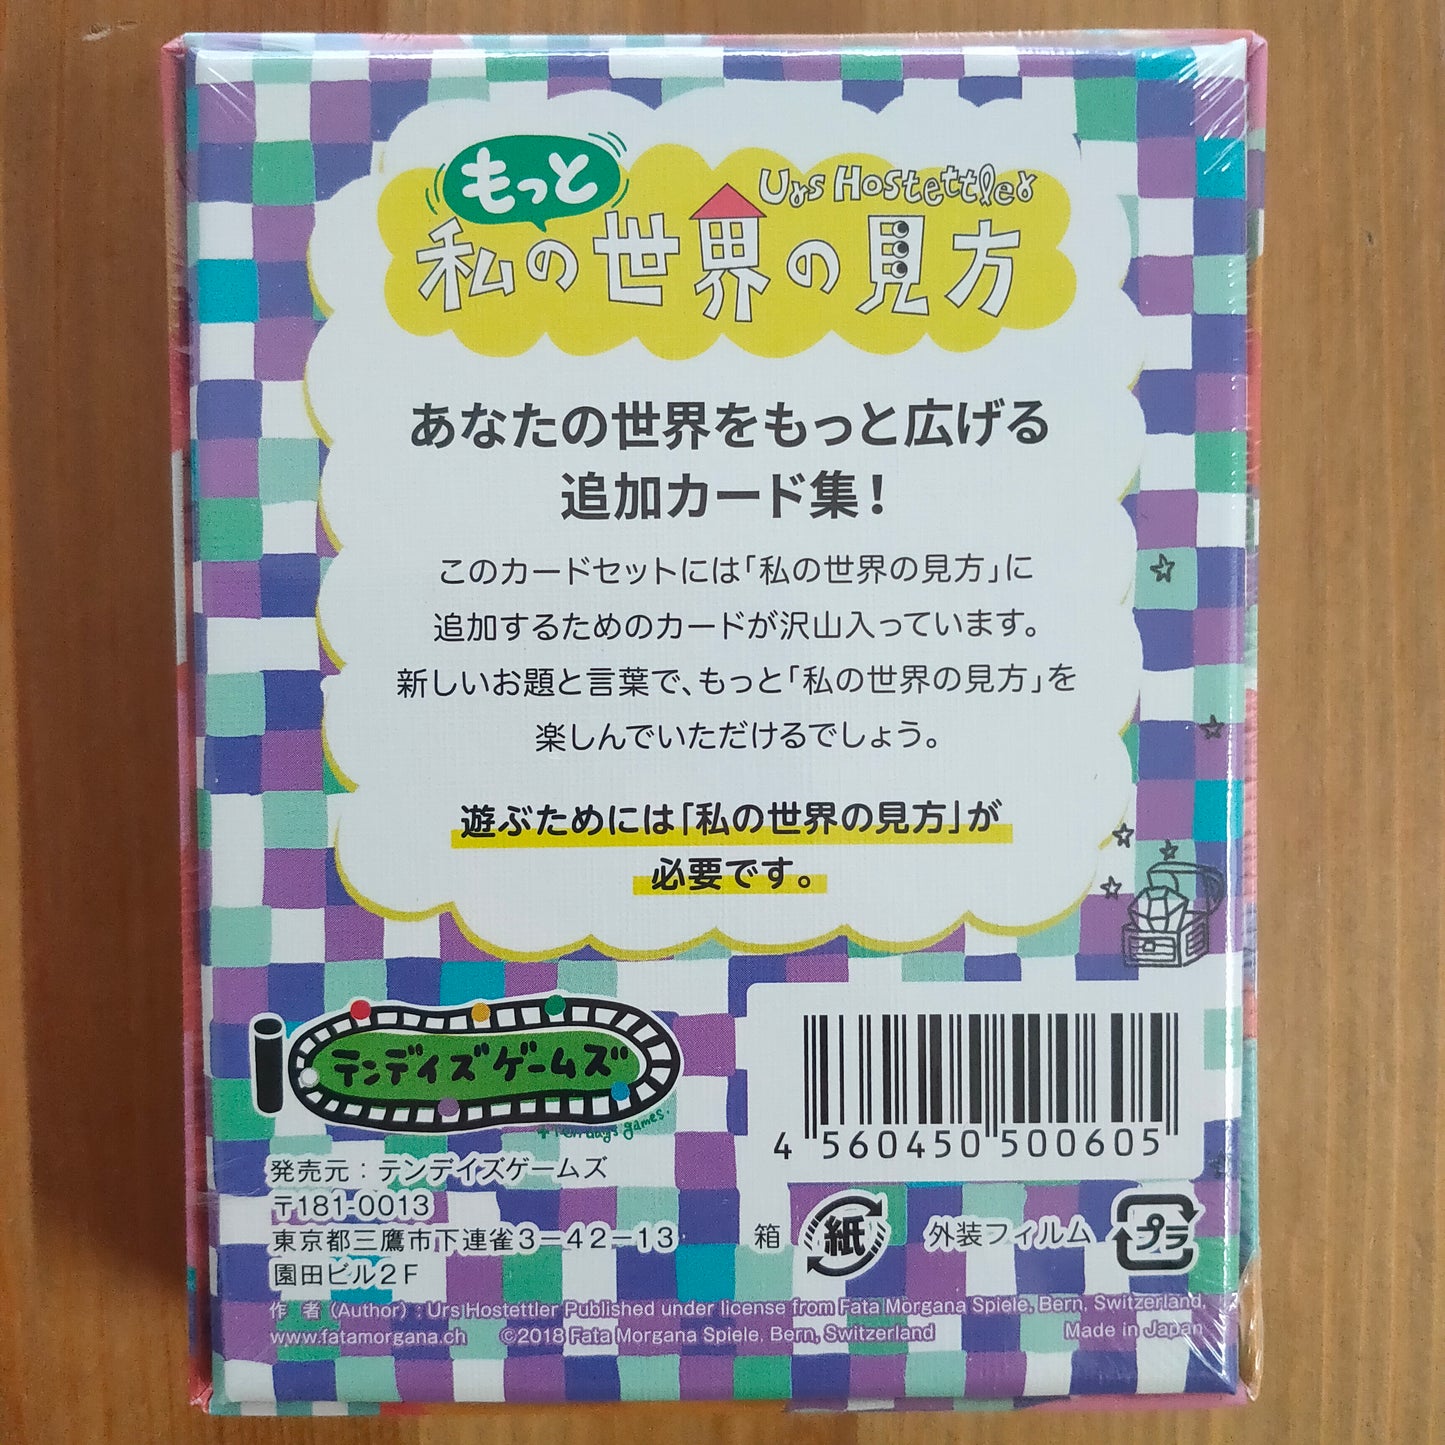 もっと
Urs Hostettler
私の世界の見方
あなたの世界をもっと広げる
追加カード集！
このカードセットには「私の世界の見方」に
追加するためのカードが沢山入っています。
新しいお題と言葉で、もっと「私の世界の見方」を
楽しんでいただけるでしょう。
遊ぶためには「私の世界の見方」が
必要です。
テンデイズゲームズ
Ten days games.
4 560450 500605
発売元：テンデイズゲームズ
〒181-0013
東京都三鷹市下連雀3－42－13
園田ビル2F
箱 紙 外装フィルム プラ
作 者 (Author) : Urs Hostettler Published under license from Fata Morgana Spiele, Bern, Switzerland,
www.fatamorgana.ch ©2018 Fata Morgana Spiele, Bern, Switzerland Made in Japan